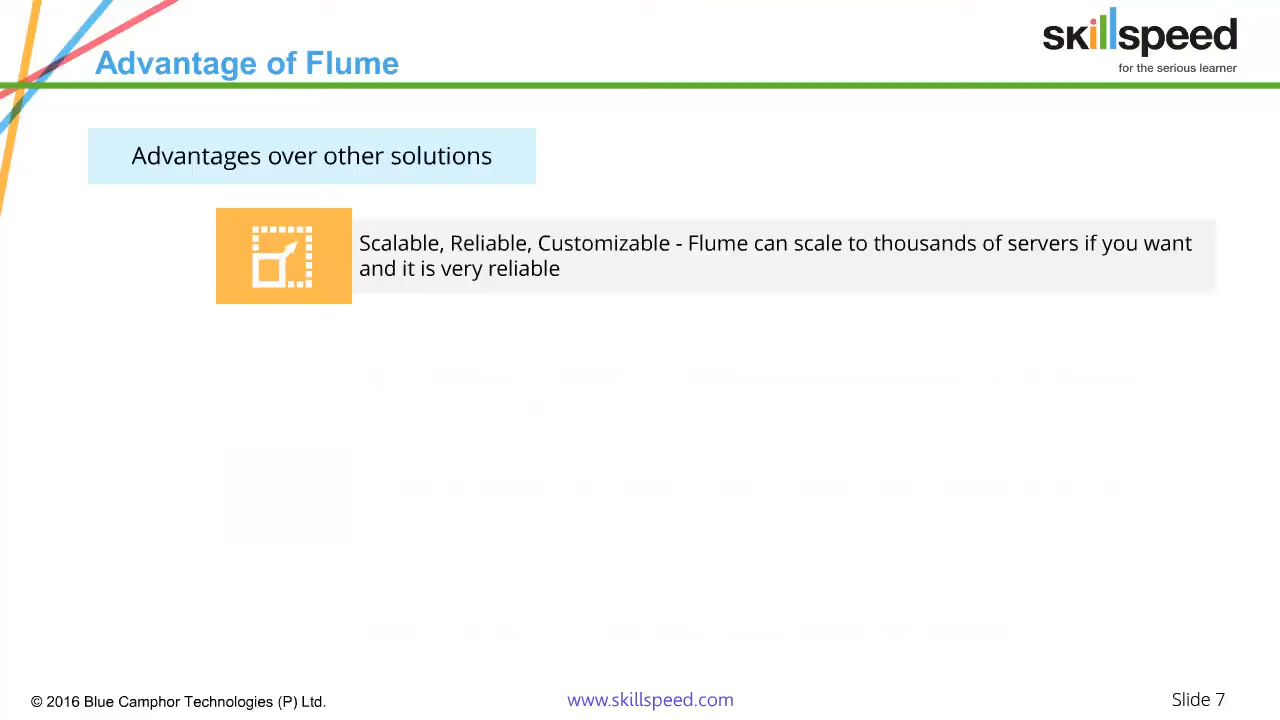 skillspeed
for the serious learner
Advantage of Flume
Advantages over other solutions
Scalable, Reliable, Customizable - Flume can scale to thousands of servers if you want
and it is very reliable
© 2016 Blue Camphor Technologies (P) Ltd.
www.skillspeed.com
Slide 7